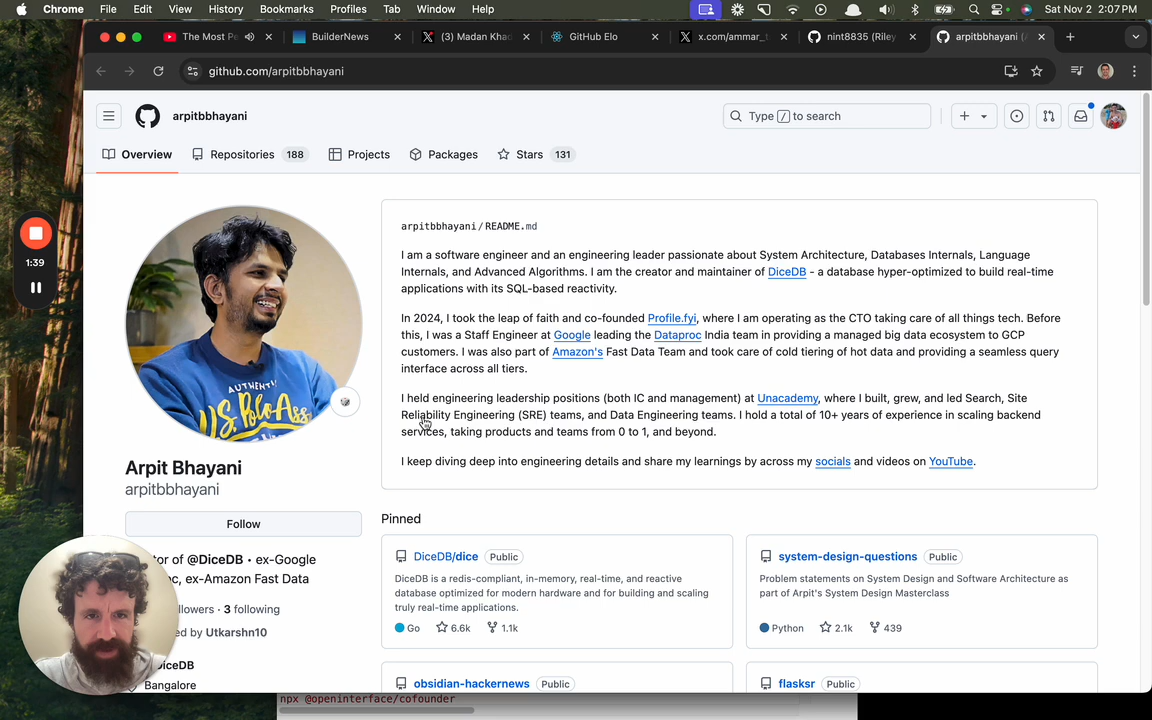 Chrome File Edit View History Bookmarks Profiles Tab Window Help Sat Nov 2 2:07 PM
The Most Pe
BuilderNews
(3) Madan Khad
GitHub Elo
x.com/ammar_
nint8835 (Riley
arpitbbhayani (
github.com/arpitbbhayani
arpitbbhayani
Type / to search
Overview Repositories 188 Projects Packages Stars 131
1:39
arpitbbhayani/README.md
I am a software engineer and an engineering leader passionate about System Architecture, Databases Internals, Language
Internals, and Advanced Algorithms. I am the creator and maintainer of DiceDB - a database hyper-optimized to build real-time
applications with its SQL-based reactivity.
In 2024, I took the leap of faith and co-founded Profile.fyi, where I am operating as the CTO taking care of all things tech. Before
this, I was a Staff Engineer at Google leading the Dataproc India team in providing a managed big data ecosystem to GCP
customers. I was also part of Amazon's Fast Data Team and took care of cold tiering of hot data and providing a seamless query
interface across all tiers.
I held engineering leadership positions (both IC and management) at Unacademy, where I built, grew, and led Search, Site
Reliability Engineering (SRE) teams, and Data Engineering teams. I hold a total of 10+ years of experience in scaling backend
services, taking products and teams from 0 to 1, and beyond.
I keep diving deep into engineering details and share my learnings by across my socials and videos on YouTube.
AUTHENTI
U.S. Polo Ass
Arpit Bhayani
arpitbbhayani
Follow
tor of @DiceDB • ex-Google
c, ex-Amazon Fast Data
llowers · 3 following
ed by Utkarshn10
DiceDB
Bangalore
Pinned
DiceDB/dice Public
DiceDB is a redis-compliant, in-memory, real-time, and reactive
database optimized for modern hardware and for building and scaling
truly real-time applications.
Go 6.6k 1.1k
system-design-questions Public
Problem statements on System Design and Software Architecture as
part of Arpit's System Design Masterclass
Python 2.1k 439
obsidian-hackernews Public
flasksr Public
npx @openinterface/cofounder